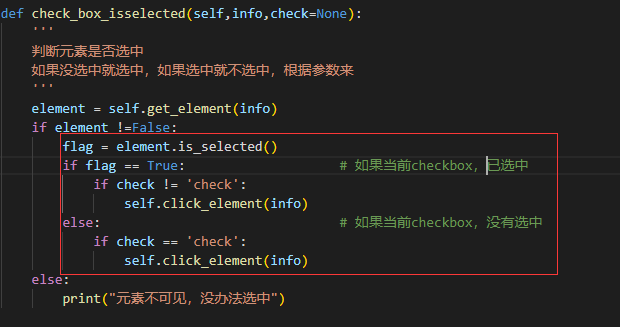 def check_box_isselected(self,info,check=None):
'''
判断元素是否选中
如果没选中就选中，如果选中就不选中，根据参数来
'''
element = self.get_element(info)
if element !=False:
flag = element.is_selected()
if flag == True: # 如果当前checkbox，已选中
if check != 'check':
self.click_element(info)
else: # 如果当前checkbox，没有选中
if check == 'check':
self.click_element(info)
else:
print("元素不可见，没办法选中")